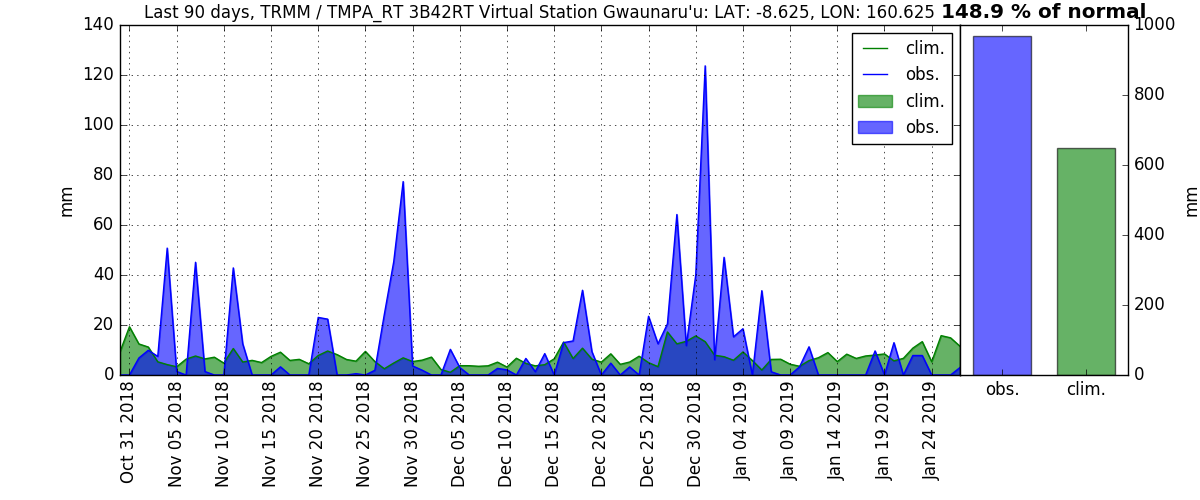 Last 90 days, TRMM / TMPA_RT 3B42RT Virtual Station Gwaunaru'u: LAT: -8.625, LON: 160.625 148.9 % of normal
140
120
100
80
60
40
20
0
mm
clim.
obs.
clim.
obs.
1000
800
600
400
200
0
mm
obs.
clim.
Oct 31 2018
Nov 05 2018
Nov 10 2018
Nov 15 2018
Nov 20 2018
Nov 25 2018
Nov 30 2018
Dec 05 2018
Dec 10 2018
Dec 15 2018
Dec 20 2018
Dec 25 2018
Dec 30 2018
Jan 04 2019
Jan 09 2019
Jan 14 2019
Jan 19 2019
Jan 24 2019